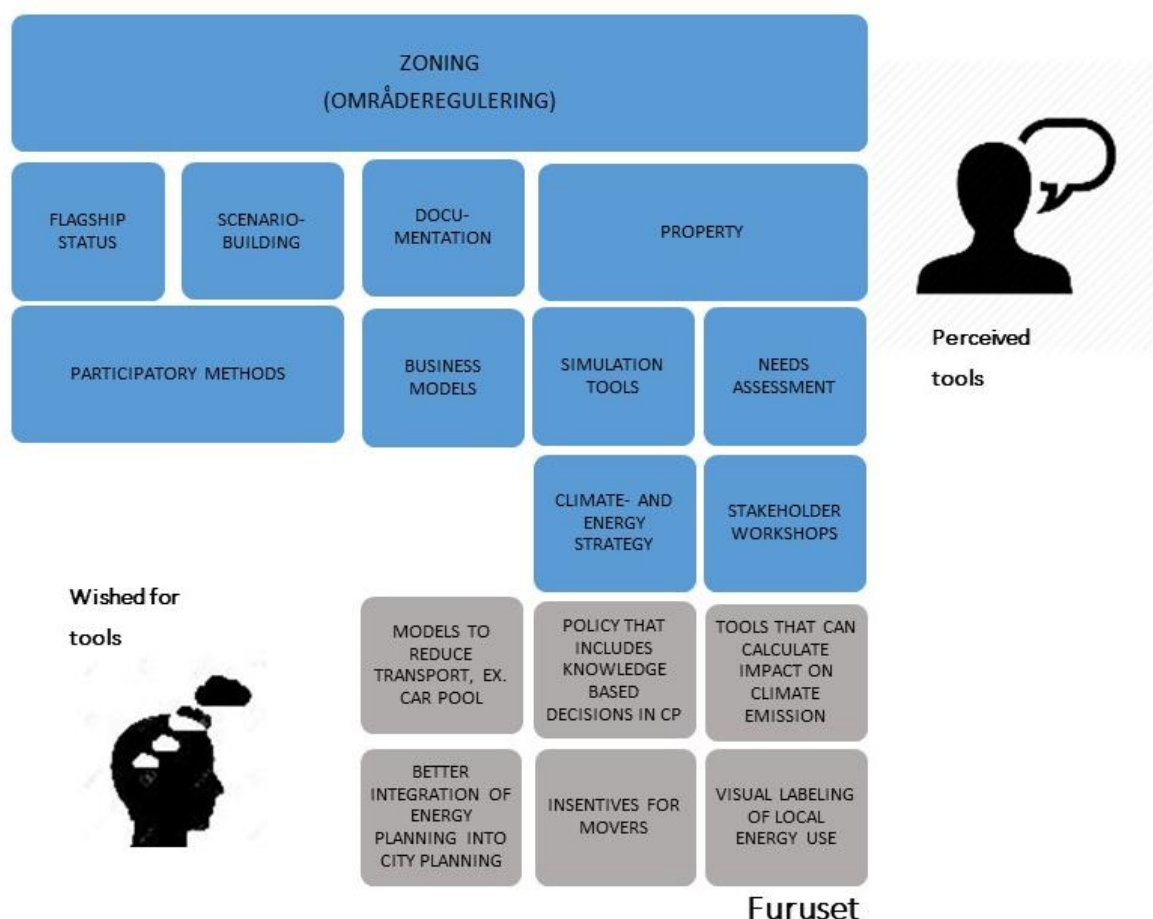 ZONING
(OMRÅDEREGULERING)
FLAGSHIP
STATUS
SCENARIO-
BUILDING
DOCU-
MENTATION
PROPERTY
PARTICIPATORY METHODS
BUSINESS
MODELS
SIMULATION
TOOLS
NEEDS
ASSESSMENT
Perceived
tools
CLIMATE- AND
ENERGY
STRATEGY
STAKEHOLDER
WORKSHOPS
Wished for
tools
MODELS TO
REDUCE
TRANSPORT, EX.
CAR POOL
POLICY THAT
INCLUDES
KNOWLEDGE
BASED
DECISIONS IN CP
TOOLS THAT CAN
CALCULATE
IMPACT ON
CLIMATE
EMISSION
BETTER
INTEGRATION OF
ENERGY
PLANNING INTO
CITY PLANNING
INSENTIVES FOR
MOVERS
VISUAL LABELING
OF LOCAL
ENERGY USE
Furuset